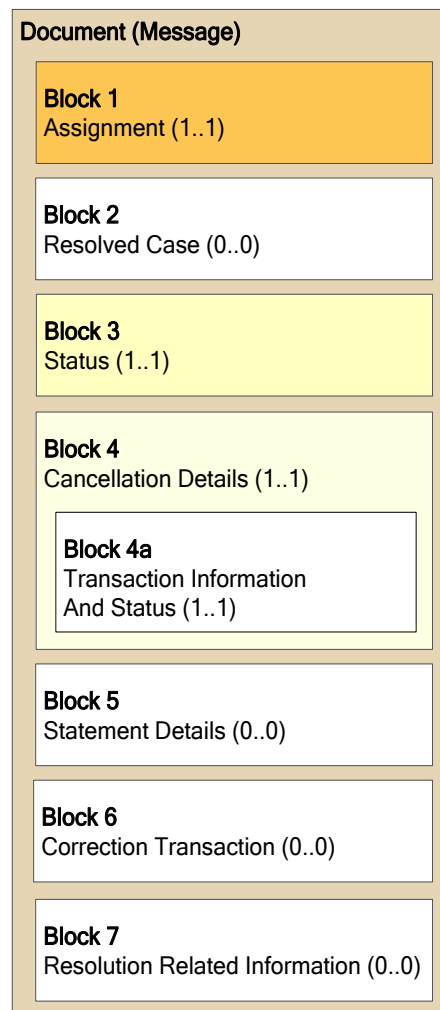 Document (Message)
Block 1
Assignment (1..1)
Block 2
Resolved Case (0..0)
Block 3
Status (1..1)
Block 4
Cancellation Details (1..1)
Block 4a
Transaction Information
And Status (1..1)
Block 5
Statement Details (0..0)
Block 6
Correction Transaction (0..0)
Block 7
Resolution Related Information (0..0)